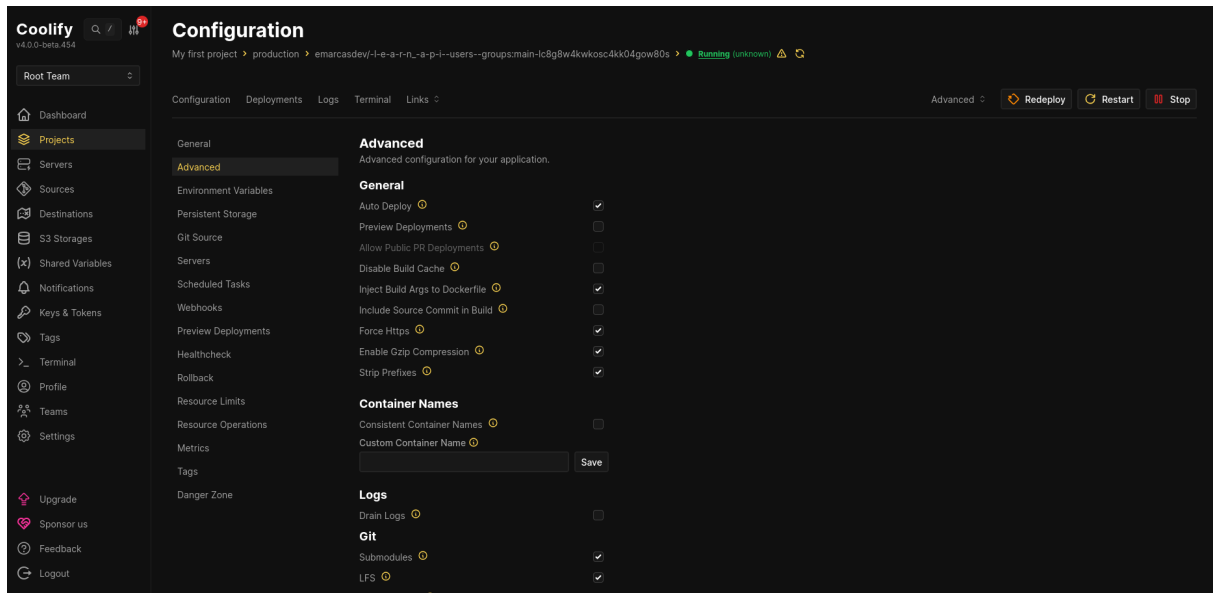 Coolify
v4.0.0-beta.454
/
9+
Root Team
Dashboard
Projects
Servers
Sources
Destinations
S3 Storages
Shared Variables
Notifications
Keys & Tokens
Tags
Terminal
Profile
Teams
Settings
Upgrade
Sponsor us
Feedback
Logout
Configuration
My first project > production > emarcasdev/-l-e-a-r-n_-a-p-i--users--groups:main-lc8g8w4kwkosc4kk04gow80s > Running (unknown)
Configuration Deployments Logs Terminal Links
Advanced Redeploy Restart Stop
General
Advanced
Environment Variables
Persistent Storage
Git Source
Servers
Scheduled Tasks
Webhooks
Preview Deployments
Healthcheck
Rollback
Resource Limits
Resource Operations
Metrics
Tags
Danger Zone
Advanced
Advanced configuration for your application.
General
Auto Deploy
Preview Deployments
Allow Public PR Deployments
Disable Build Cache
Inject Build Args to Dockerfile
Include Source Commit in Build
Force Https
Enable Gzip Compression
Strip Prefixes
Container Names
Consistent Container Names
Custom Container Name
Save
Logs
Drain Logs
Git
Submodules
LFS